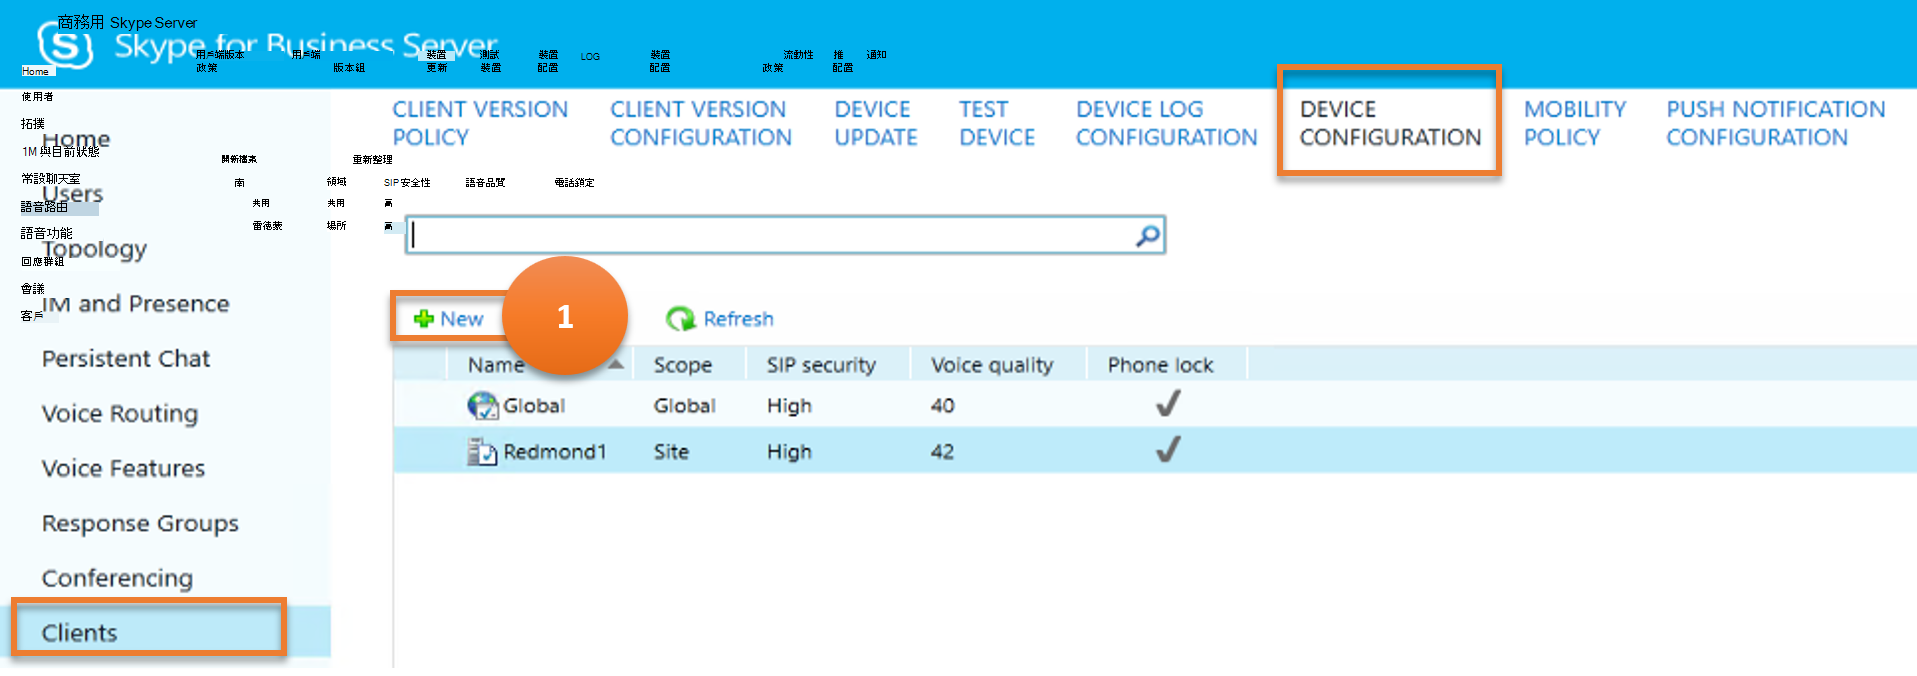 商務用 Skype Server
Skype for Business Server
用戶端版本 用戶端 裝置 測試 裝置 LOG 裝置 流動性 推 通知
政策 版本組 更新 裝置 配置 配置 政策 配置
Home
使用者
拓撲
1M 與目前狀態
常設聊天室
語音路由
語音功能
回應群組
會議
客戶
Home
Users
Topology
IM and Presence
Persistent Chat
Voice Routing
Voice Features
Response Groups
Conferencing
Clients
CLIENT VERSION
POLICY
CLIENT VERSION
CONFIGURATION
DEVICE
UPDATE
TEST
DEVICE
DEVICE LOG
CONFIGURATION
DEVICE
CONFIGURATION
MOBILITY
POLICY
PUSH NOTIFICATION
CONFIGURATION
開新檔案 重新整理
南 領域 SIP安全性 語音品質 電話鎖定
共用 共用 高
雷德蒙 場所 高
New 1 Refresh
Name Scope SIP security Voice quality Phone lock
Global Global High 40
Redmond1 Site High 42